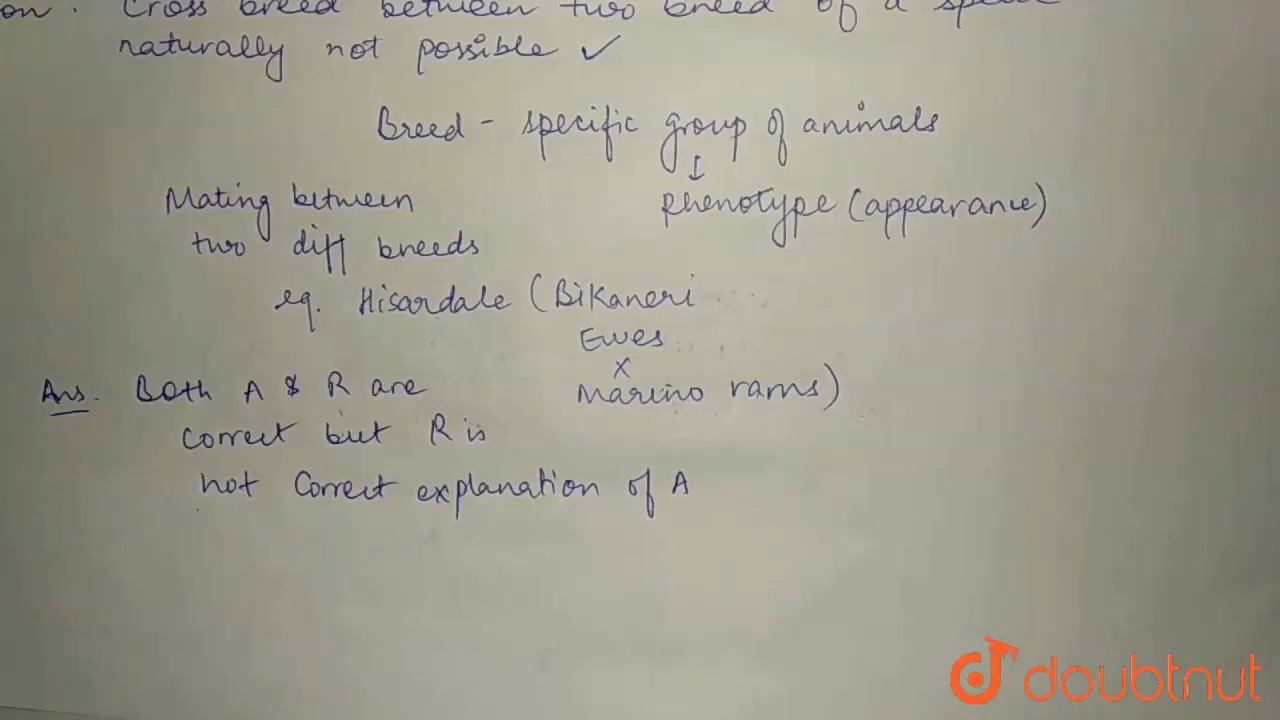 on. Cross breed between two breed of a
naturally not possible ✓
Breed - specific group of animals
↓
Mating between
phenotype (appearance)
two diff breeds
eg. Hisardale (Bikaneri
Ewes
x
Marino rams)
Ans. Both A & R are
correct but R is
not correct explanation of A
doubtnut